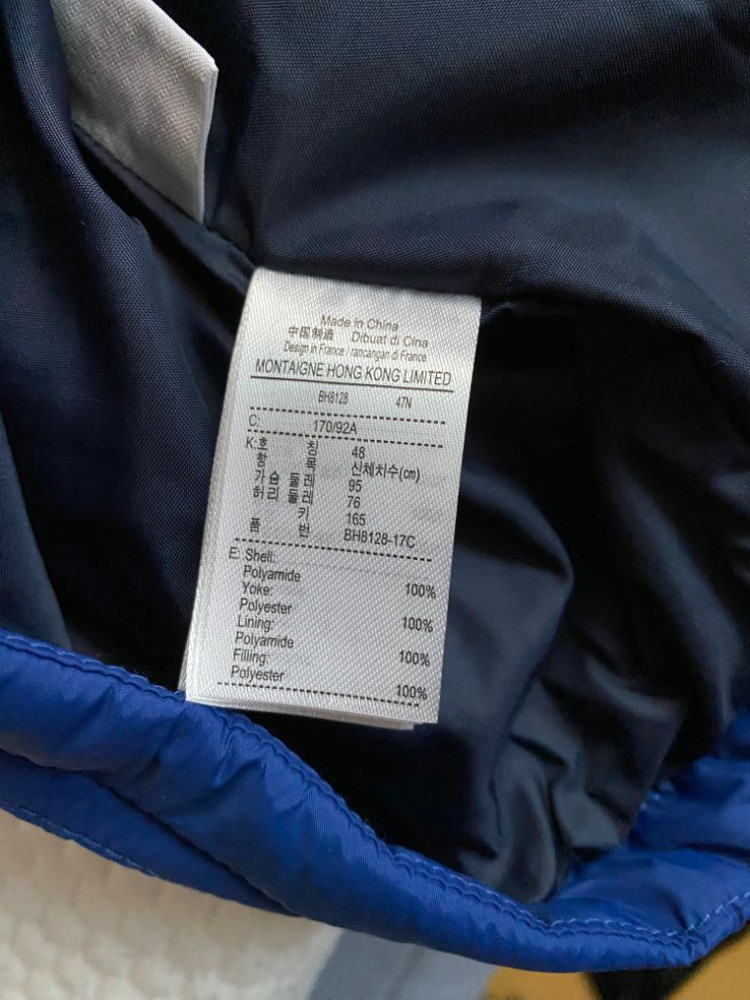 Made in China
中国制造 Dibuat di Cina
Design in France / rancangan di France
MONTAIGNE HONG KONG LIMITED
BH8128 47N
C: 170/92A
K:호 칭 48
항 목 신체치수(cm)
가 슴 둘 레 95
허 리 둘 레 76
키 165
품 번 BH8128-17C
E: Shell:
Polyamide 100%
Yoke:
Polyester 100%
Lining:
Polyamide 100%
Filling:
Polyester 100%